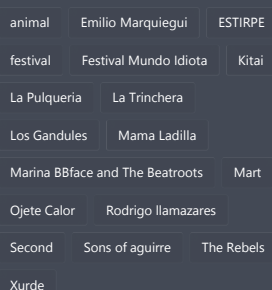 animal Emilio Marquiegui ESTIRPE
festival Festival Mundo Idiota Kitai
La Pulqueria La Trinchera
Los Gandules Mama Ladilla
Marina BBface and The Beatroots Mart
Ojete Calor Rodrigo llamazares
Second Sons of aguirre The Rebels
Xurde